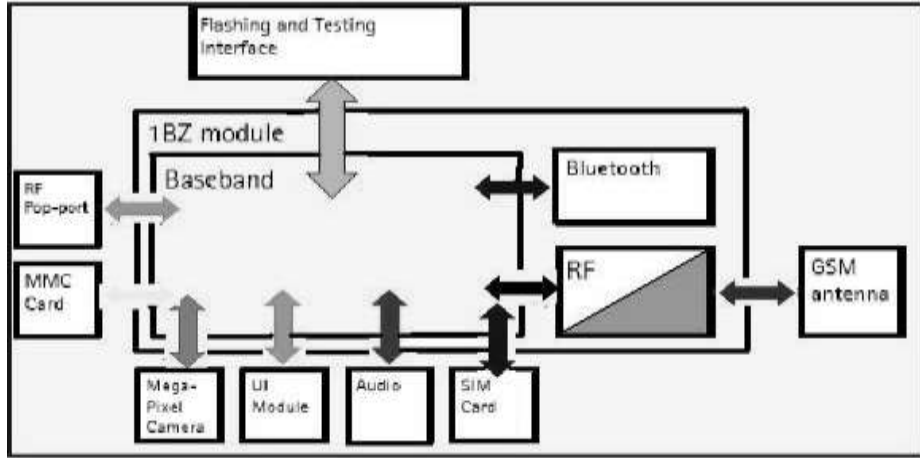 Flashing and Testing
Interface
1BZ module
Baseband
Bluetooth
RF
Pop-port
RF
GSM
antenna
MMC
Card
Mega-
Pixel
Camera
UI
Module
Audio
SIM
Card